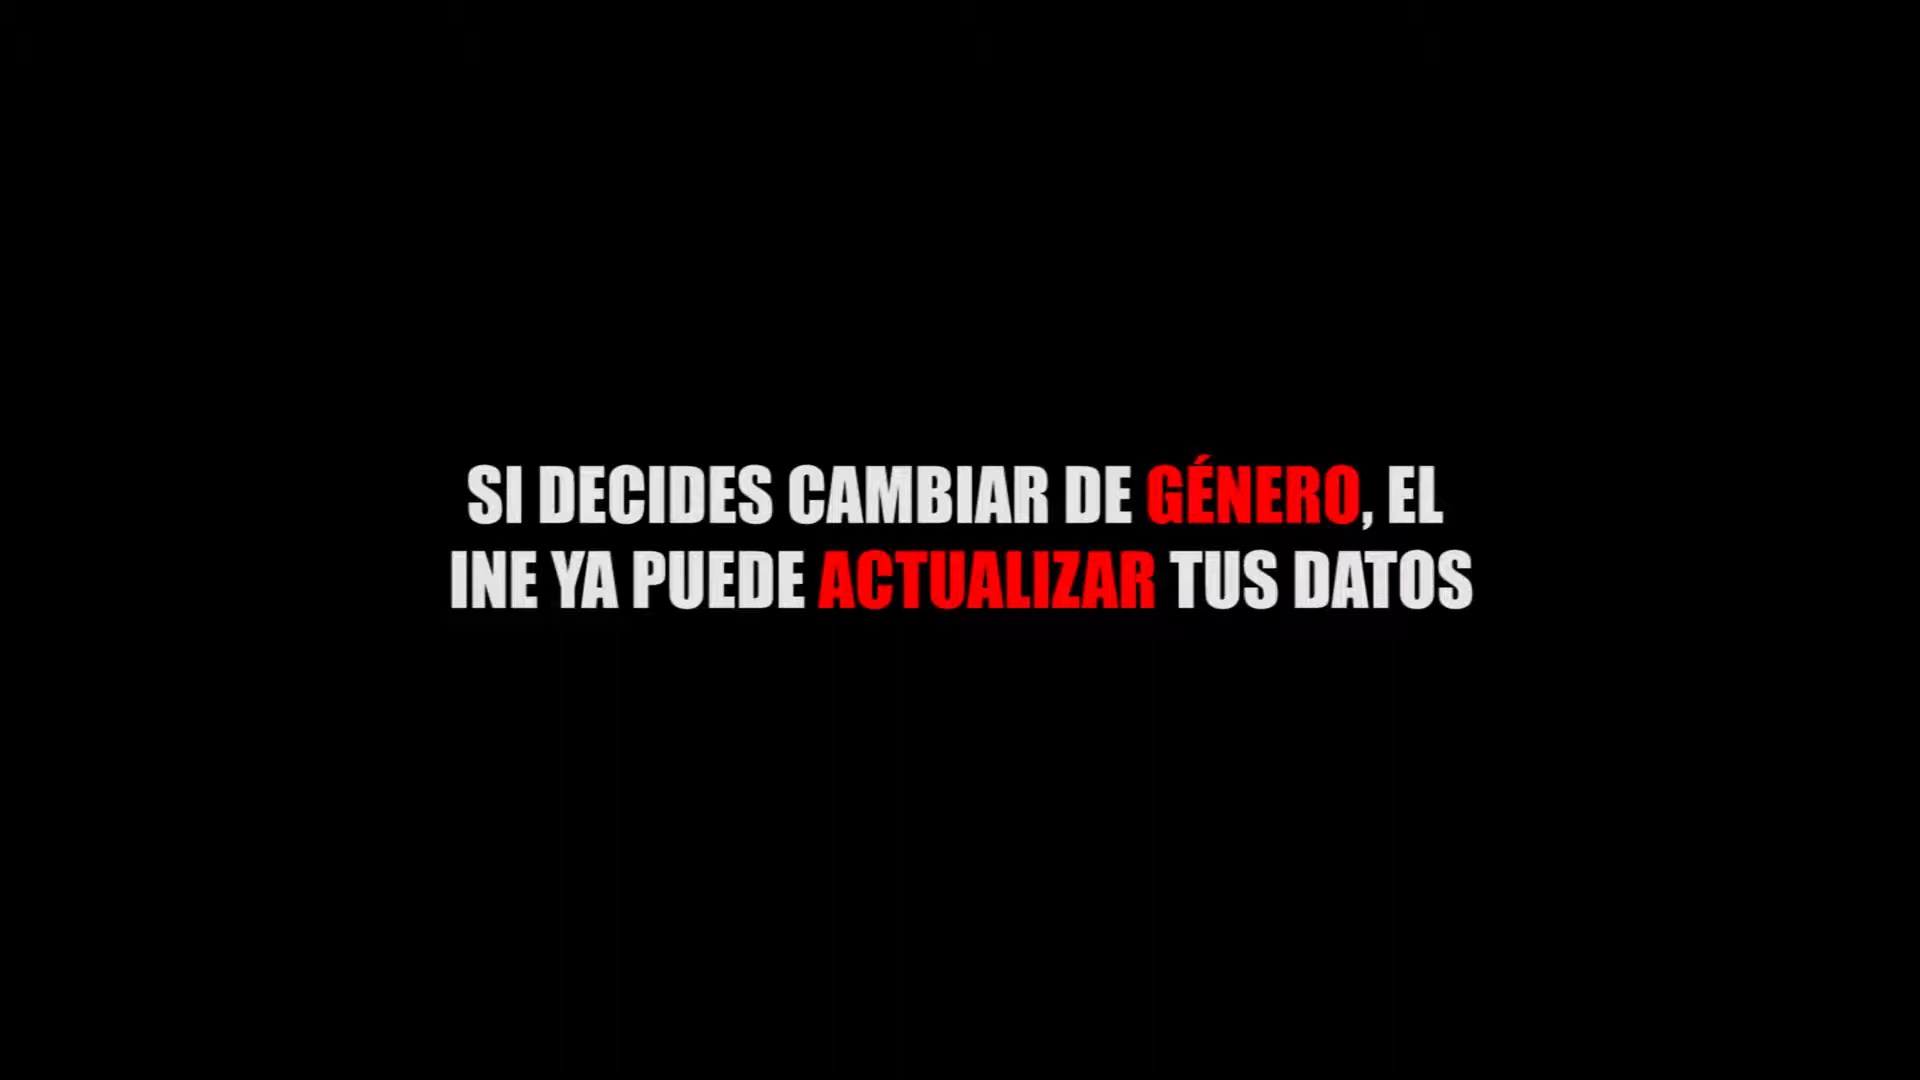 SI DECIDES CAMBIAR DE GÉNERO, EL
INE YA PUEDE ACTUALIZAR TUS DATOS